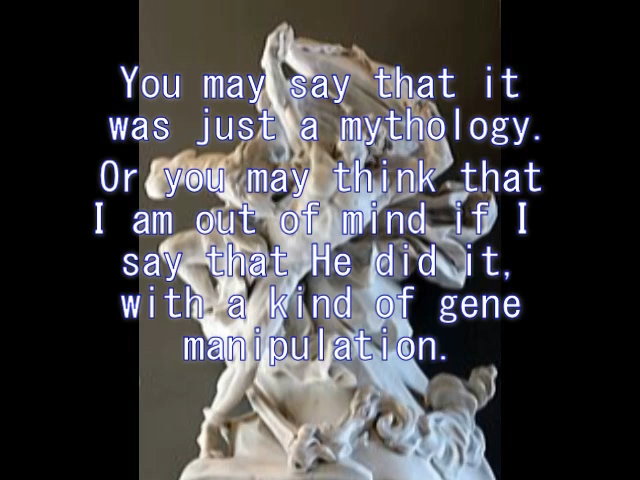 You may say that it
was just a mythology.
Or you may think that
I am out of mind if I
say that He did it,
with a kind of gene
manipulation.